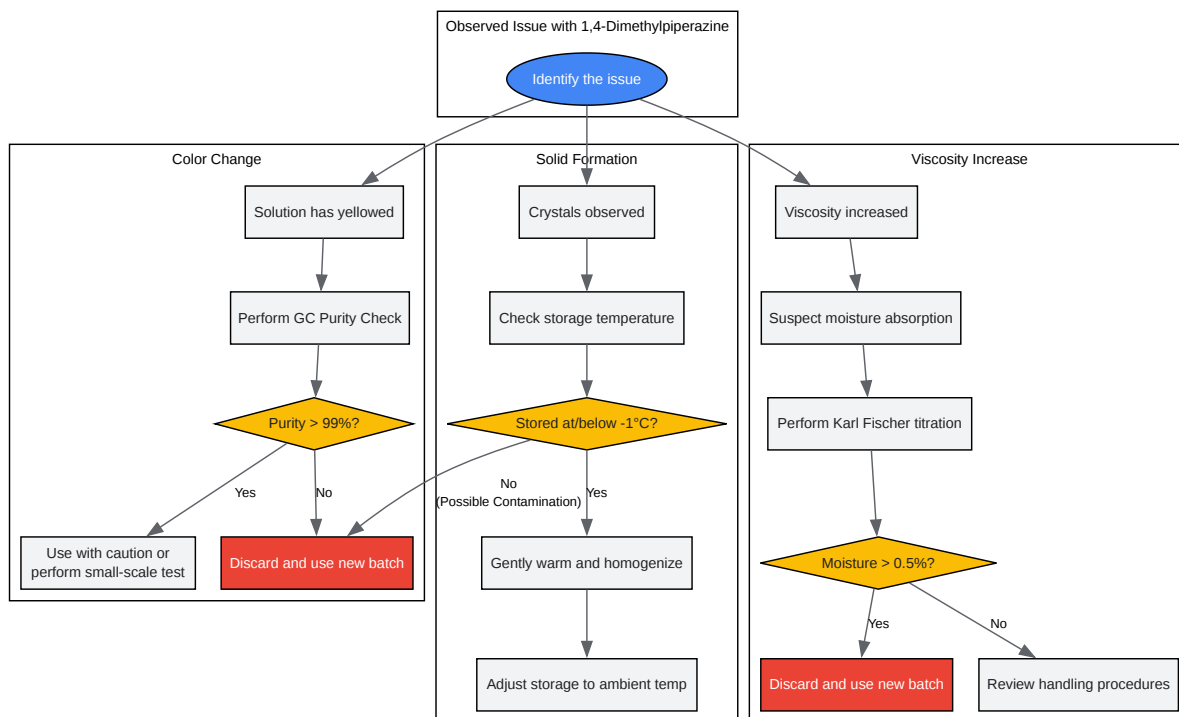 Observed Issue with 1,4-Dimethylpiperazine
Identify the issue
Color Change
Solution has yellowed
Perform GC Purity Check
Purity > 99%?
Yes
No
Use with caution or
perform small-scale test
Discard and use new batch
Solid Formation
Crystals observed
Check storage temperature
Stored at/below -1°C?
No
(Possible Contamination)
Yes
Gently warm and homogenize
Adjust storage to ambient temp
Viscosity Increase
Viscosity increased
Suspect moisture absorption
Perform Karl Fischer titration
Moisture > 0.5%?
Yes
No
Discard and use new batch
Review handling procedures